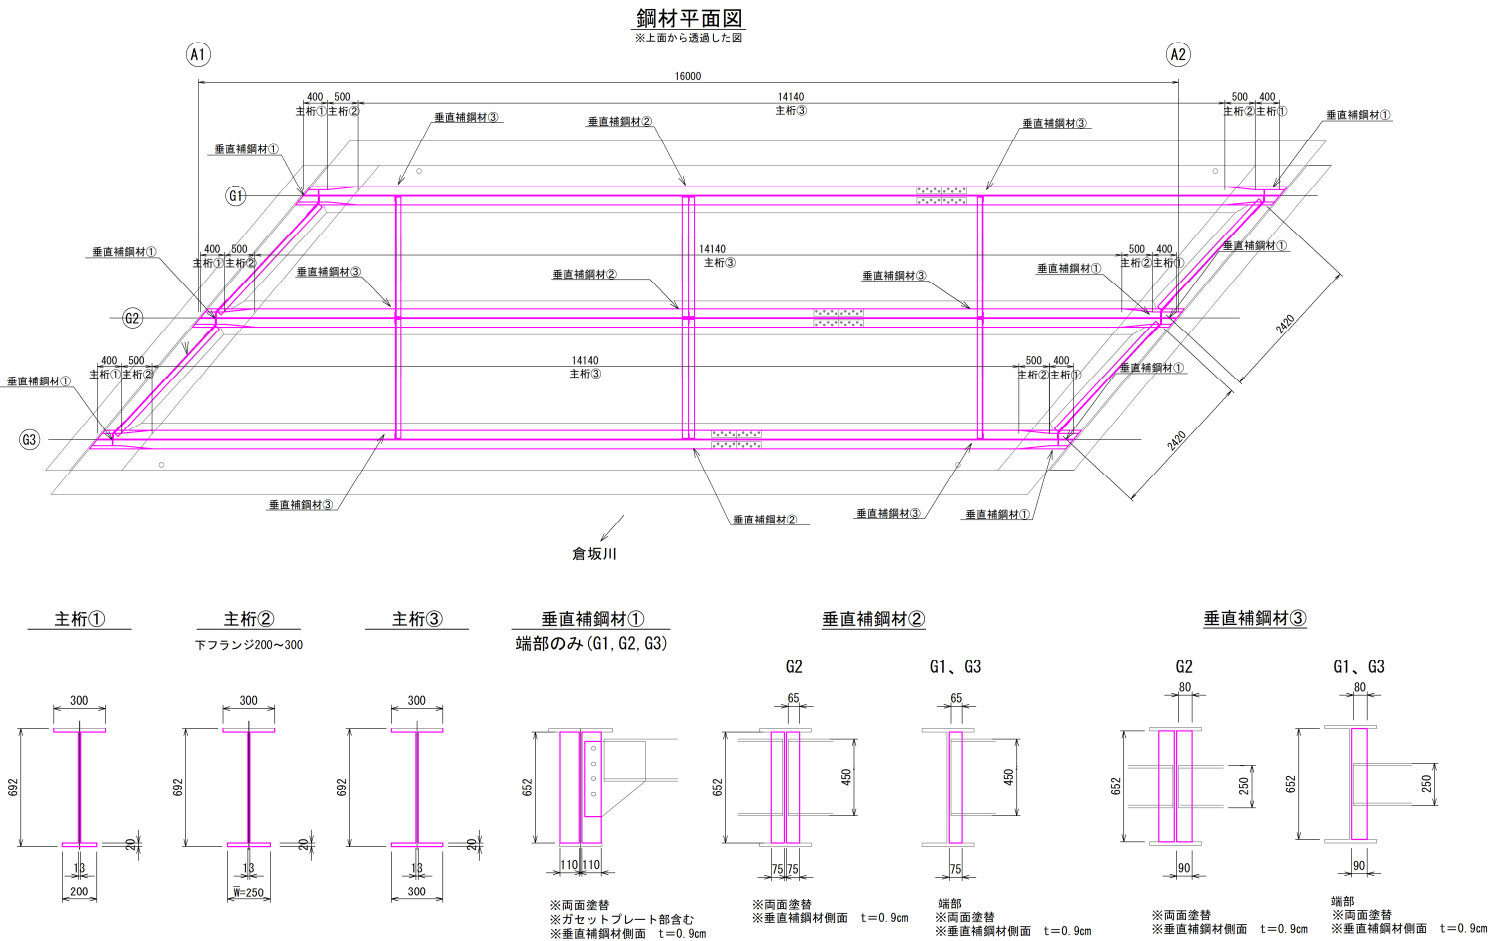 鋼材平面図
※上面から透過した図
A1
A2
16000
400
500
14140
500
400
主桁①
主桁②
主桁③
主桁②
主桁①
垂直補鋼材③
垂直補鋼材②
垂直補鋼材③
垂直補鋼材①
垂直補鋼材①
G1
垂直補鋼材①
400
500
14140
500
400
主桁①
主桁②
主桁③
主桁②
主桁①
垂直補鋼材①
垂直補鋼材③
垂直補鋼材②
垂直補鋼材③
垂直補鋼材①
G2
2420
400
500
14140
500
400
主桁①
主桁②
主桁③
主桁②
主桁①
垂直補鋼材①
垂直補鋼材①
G3
2420
垂直補鋼材③
垂直補鋼材②
垂直補鋼材③
垂直補鋼材①
倉坂川
主桁①
300
692
20
13
200
主桁②
下フランジ200～300
300
692
20
13
W=250
主桁③
300
692
20
13
300
垂直補鋼材①
端部のみ(G1,G2,G3)
652
110
110
※両面塗替
※ガセットプレート部含む
※垂直補鋼材側面 t=0.9cm
垂直補鋼材②
G2
65
652
450
75
75
※両面塗替
※垂直補鋼材側面 t=0.9cm
G1、G3
65
450
75
端部
※両面塗替
※垂直補鋼材側面 t=0.9cm
垂直補鋼材③
G2
80
652
250
90
※両面塗替
※垂直補鋼材側面 t=0.9cm
G1、G3
80
652
250
90
端部
※両面塗替
※垂直補鋼材側面 t=0.9cm